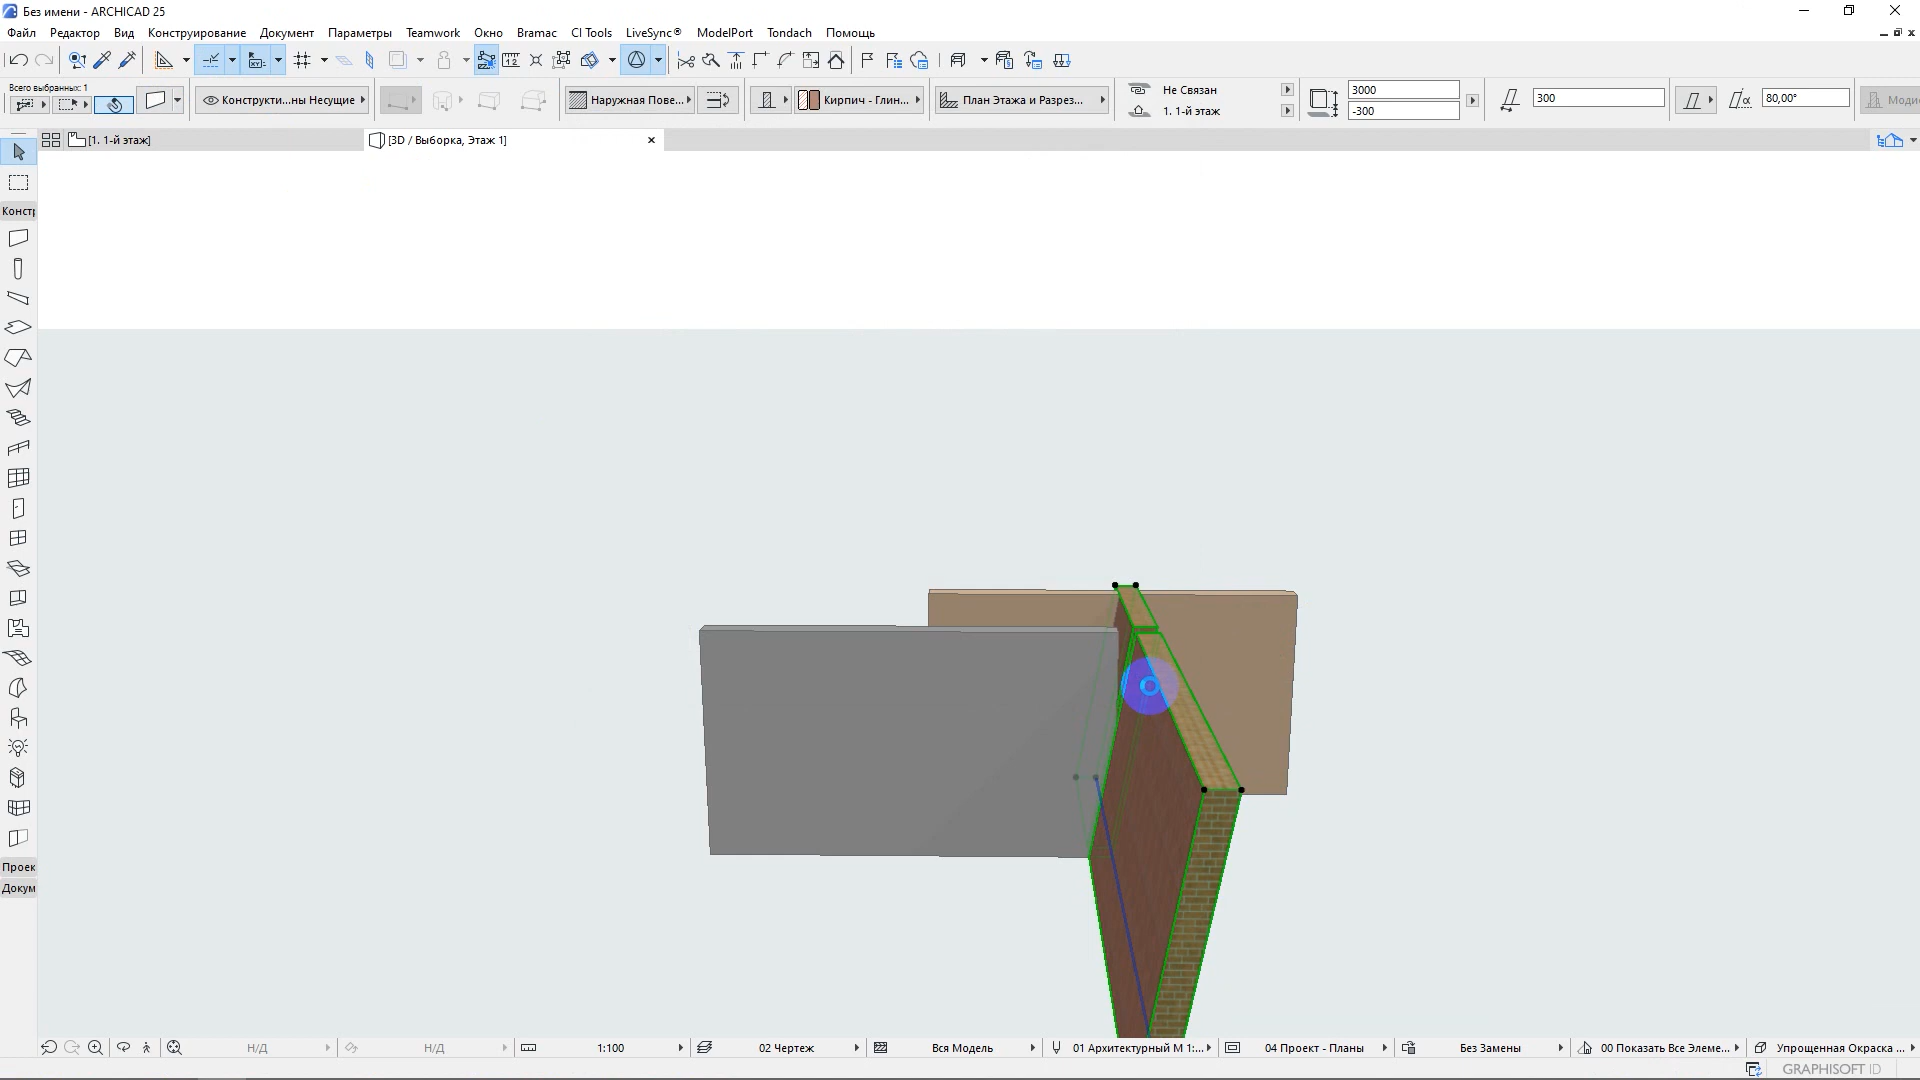 Без имени - ARCHICAD 25
Файл Редактор Вид Конструирование Документ Параметры Teamwork Окно Bramac CI Tools LiveSync® ModelPort Tondach Помощь
Всего выбранных: 1
Конструкти...ны Несущие
Наружная Пове...
Кирпич - Глин...
План Этажа и Разрез...
Не Связан
1. 1-й этаж
3000
-300
300
80,00°
Моди
[1. 1-й этаж]
[3D / Выборка, Этаж 1]
Констр
Проек
Докум
Н/Д
Н/Д
1:100
02 Чертеж
Вся Модель
01 Архитектурный М 1:...
04 Проект - Планы
Без Замены
00 Показать Все Элеме...
Упрощенная Окраска ...
GRAPHISOFT ID